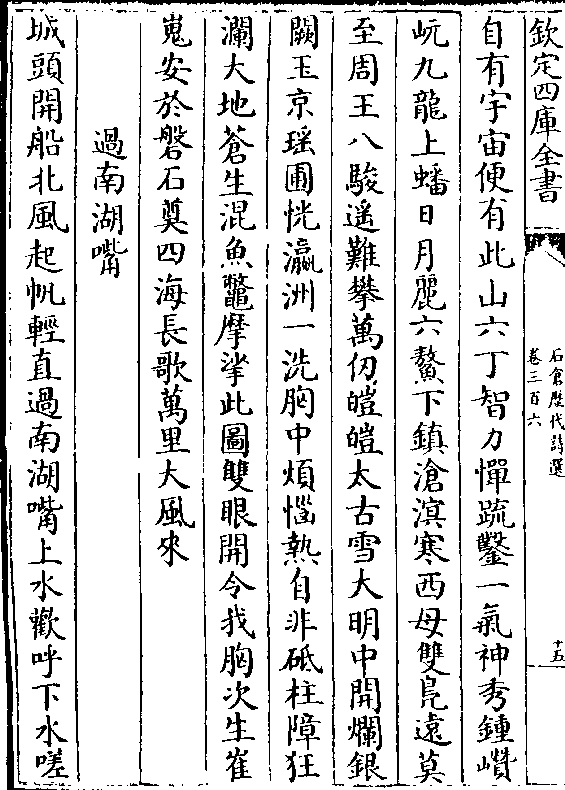 欽定四庫全書
石倉歴代詩選
卷三百六
十五
自有宇宙便有此山六丁智力憚疏鑿一氣神秀鍾巑
岏九龍上蟠日月麗六鰲下鎮滄溟寒西母雙鳧遠莫
至周王八駿遥難攀萬仞皚皚太古雪大明中開爛銀
闕玉京瑶圃恍瀛洲一洗胸中煩惱熱自非砥柱障狂
瀾大地蒼生混魚鼈摩挲此圖雙眼開令我胸次生崔
嵬安於磐石奠四海長歌萬里大風來
過南湖嘴
城頭開船北風起帆輕直過南湖嘴上水歡呼下水嗟